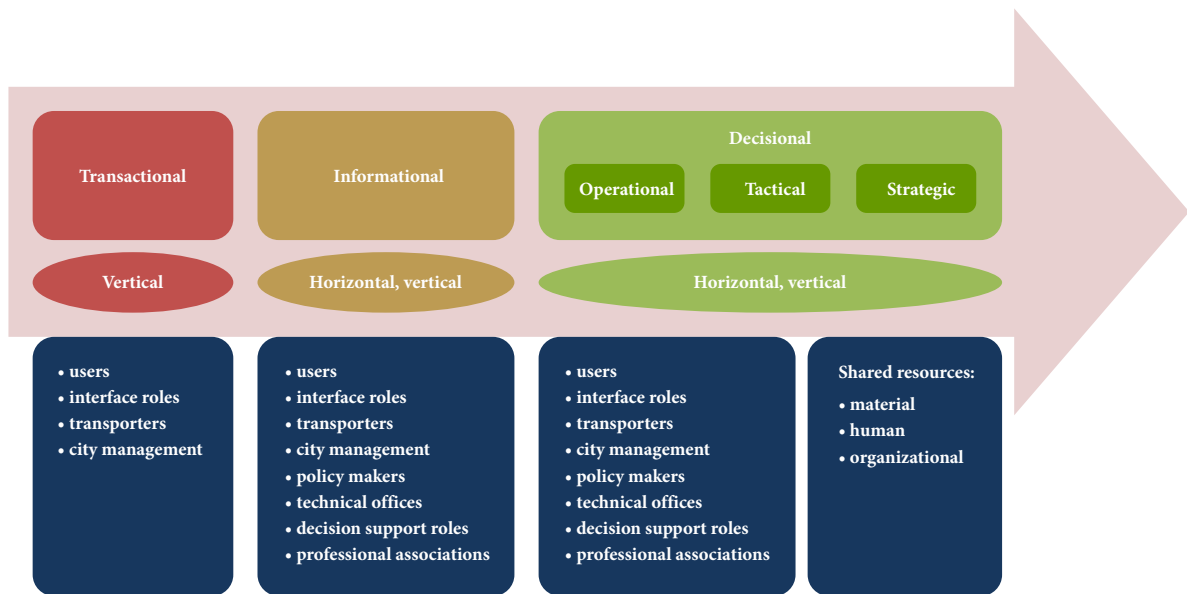 Transactional
Informational
Decisional
Operational
Tactical
Strategic
Vertical
Horizontal, vertical
Horizontal, vertical
• users
• interface roles
• transporters
• city management
• users
• interface roles
• transporters
• city management
• policy makers
• technical offices
• decision support roles
• professional associations
• users
• interface roles
• transporters
• city management
• policy makers
• technical offices
• decision support roles
• professional associations
Shared resources:
• material
• human
• organizational